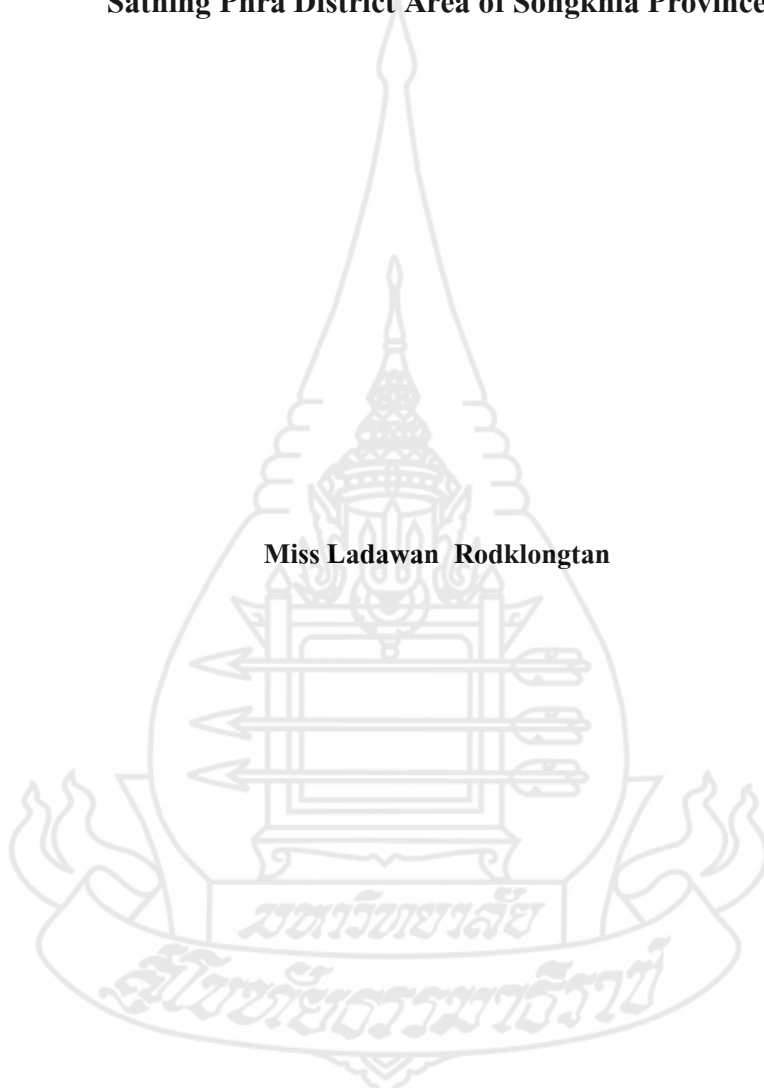 Sathing Phra District Area of Songkhla Province
Miss Ladawan Rodklongtan
มหาวิทยาลัย
สุโขทัยธรรมาธิราช